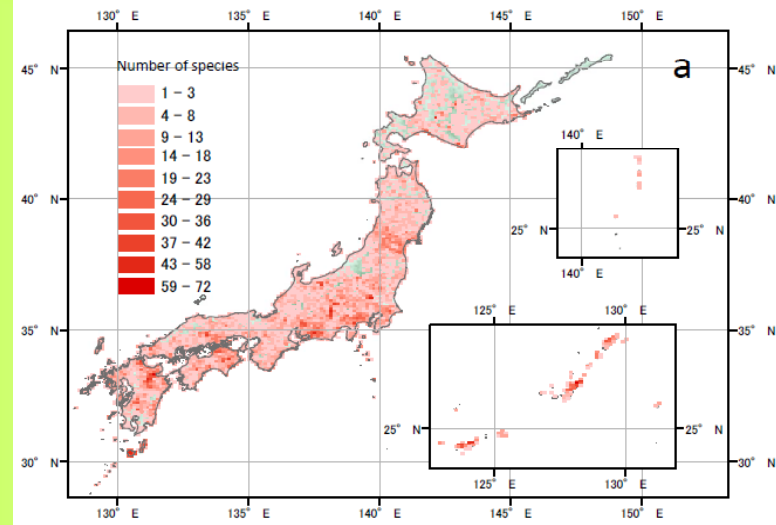 130° E 135° E 140° E 145° E 150° E
a
Number of species
1 – 3
4 – 8
9 – 13
14 – 18
19 – 23
24 – 29
30 – 36
37 – 42
43 – 58
59 – 72
45° N
45° N
40° N
40° N
35° N
35° N
30° N
30° N
140° E
25° N
25° N
140° E
125° E 130° E
25° N
25° N
125° E 130° E
130° E 135° E 140° E 145° E 150° E